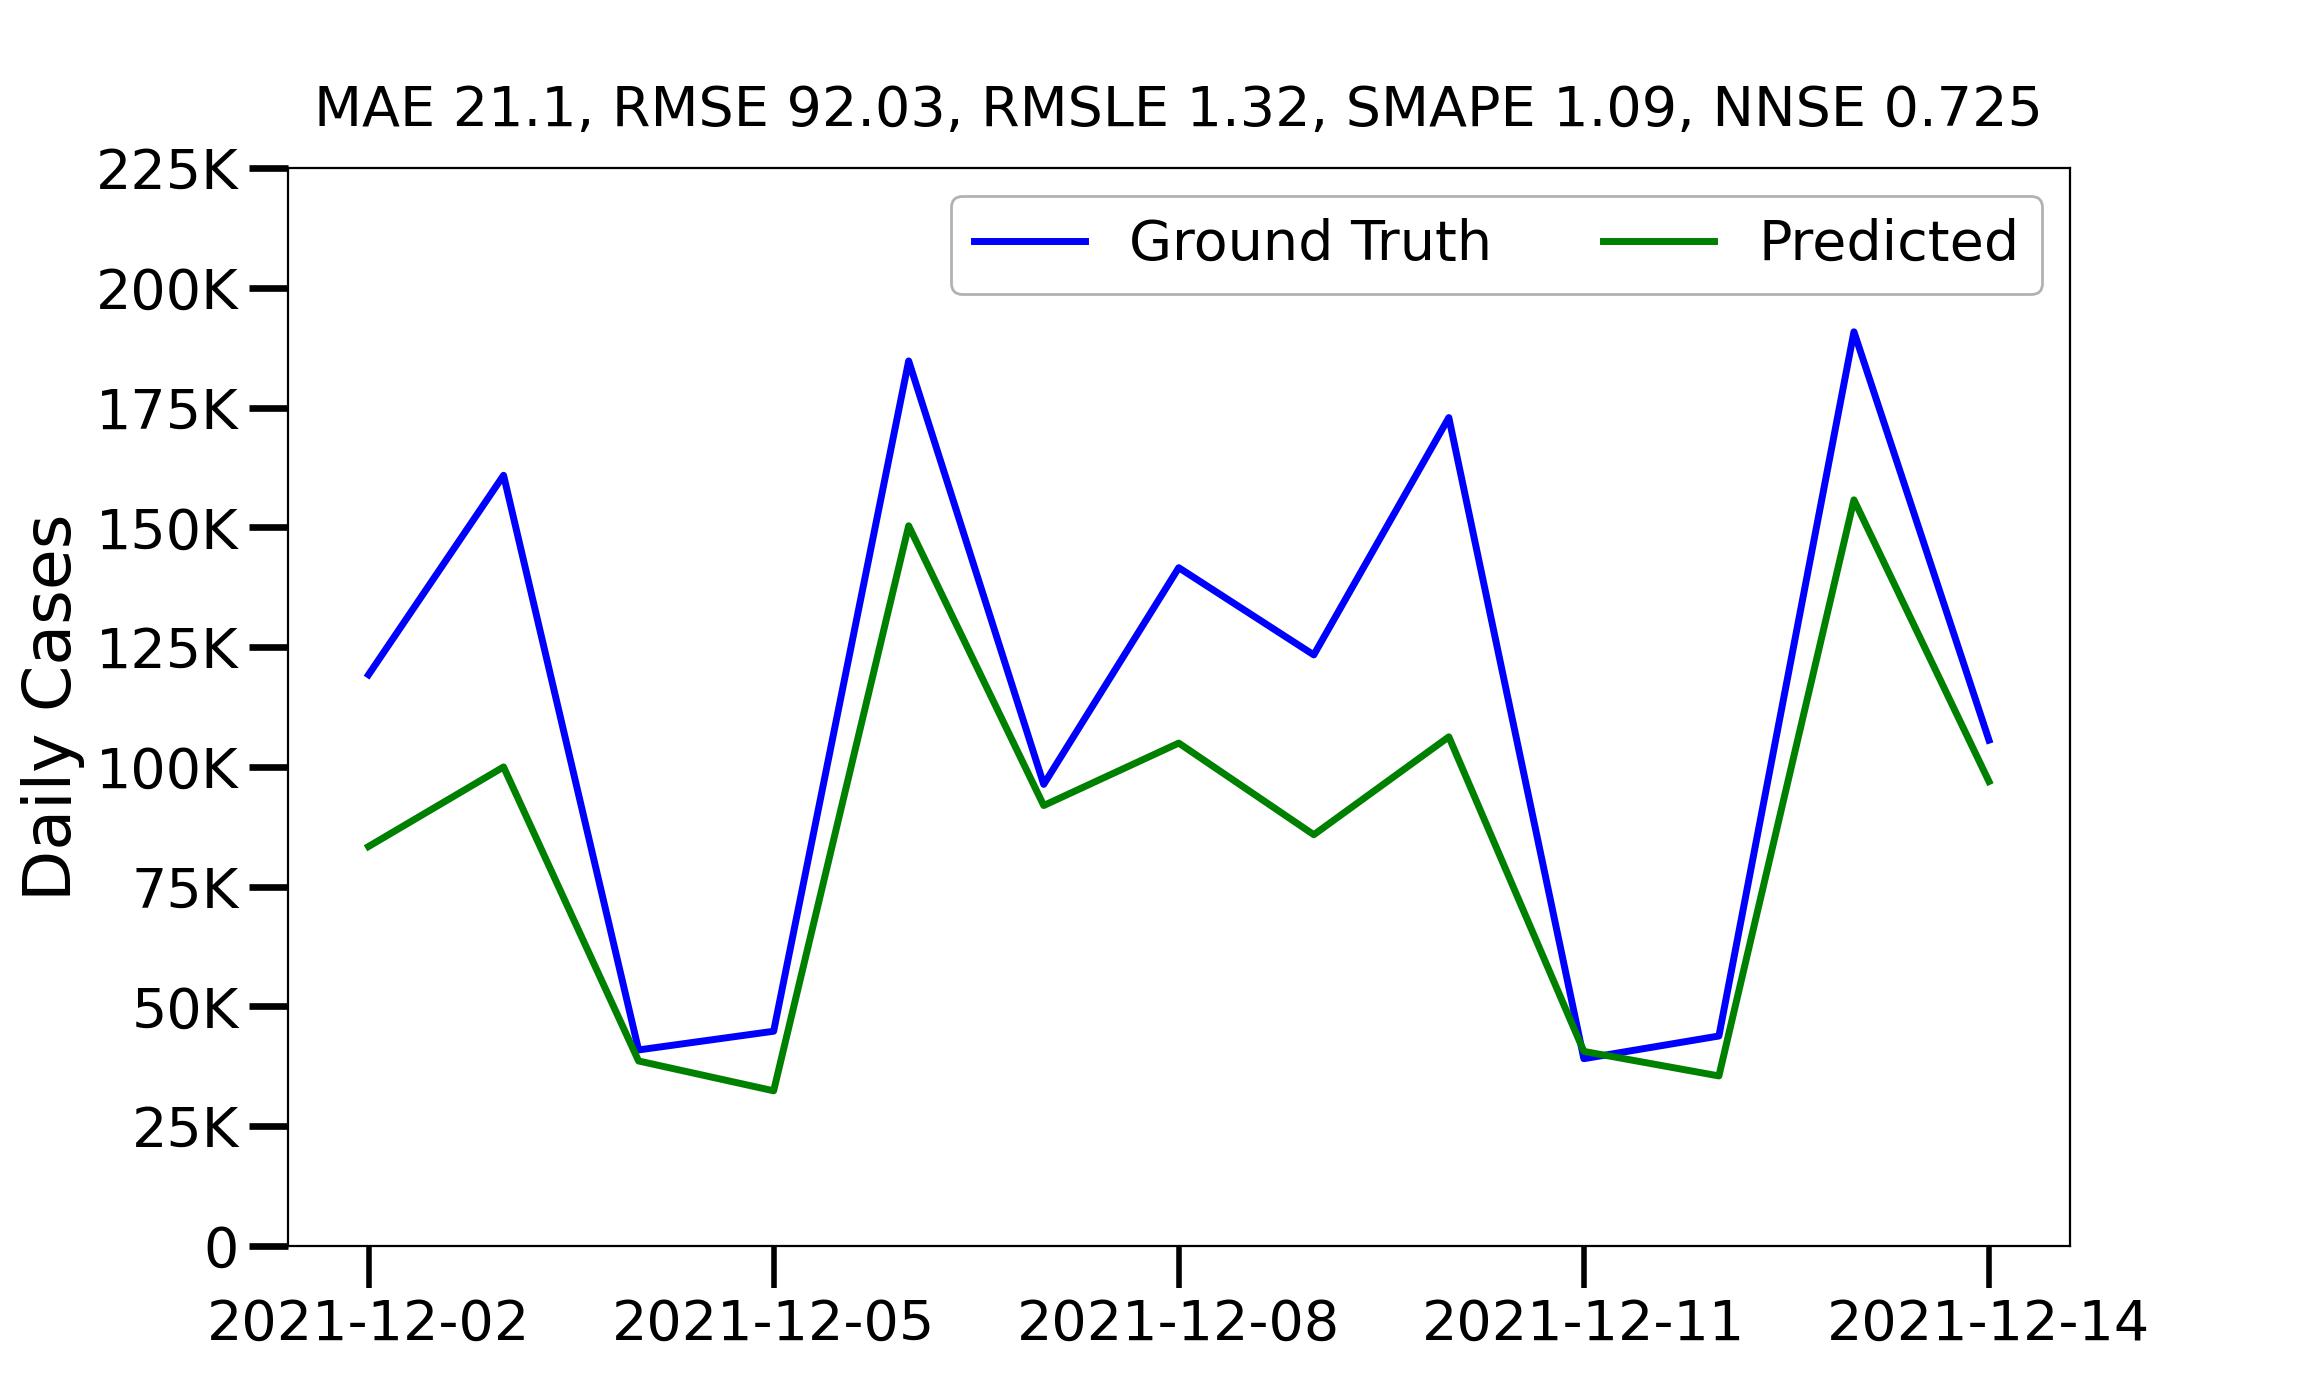 MAE 21.1, RMSE 92.03, RMSLE 1.32, SMAPE 1.09, NNSE 0.725
Ground Truth
Predicted
Daily Cases
225K
200K
175K
150K
125K
100K
75K
50K
25K
0
2021-12-02
2021-12-05
2021-12-08
2021-12-11
2021-12-14